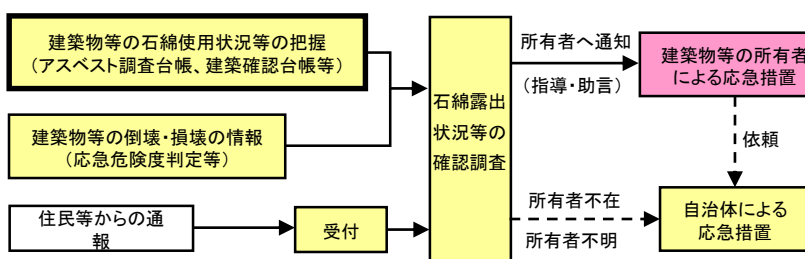 建築物等の石綿使用状況等の把握
（アスベスト調査台帳、建築確認台帳等）
建築物等の倒壊・損壊の情報
（応急危険度判定等）
住民等からの通
報
受付
石綿露出
状況等の
確認調査
所有者へ通知
（指導・助言）
建築物等の所有者
による応急措置
依頼
所有者不在
所有者不明
自治体による
応急措置